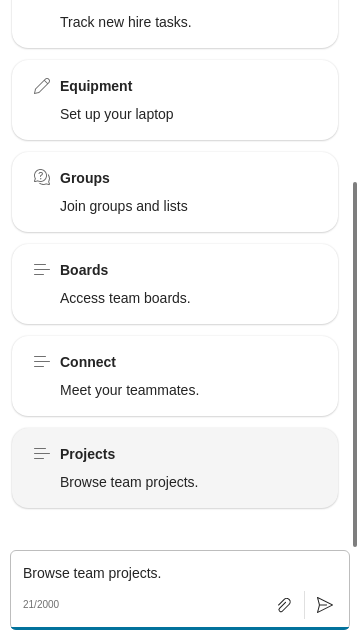 Track new hire tasks.
Equipment
Set up your laptop
Groups
Join groups and lists
Boards
Access team boards.
Connect
Meet your teammates.
Projects
Browse team projects.
Browse team projects.
21/2000